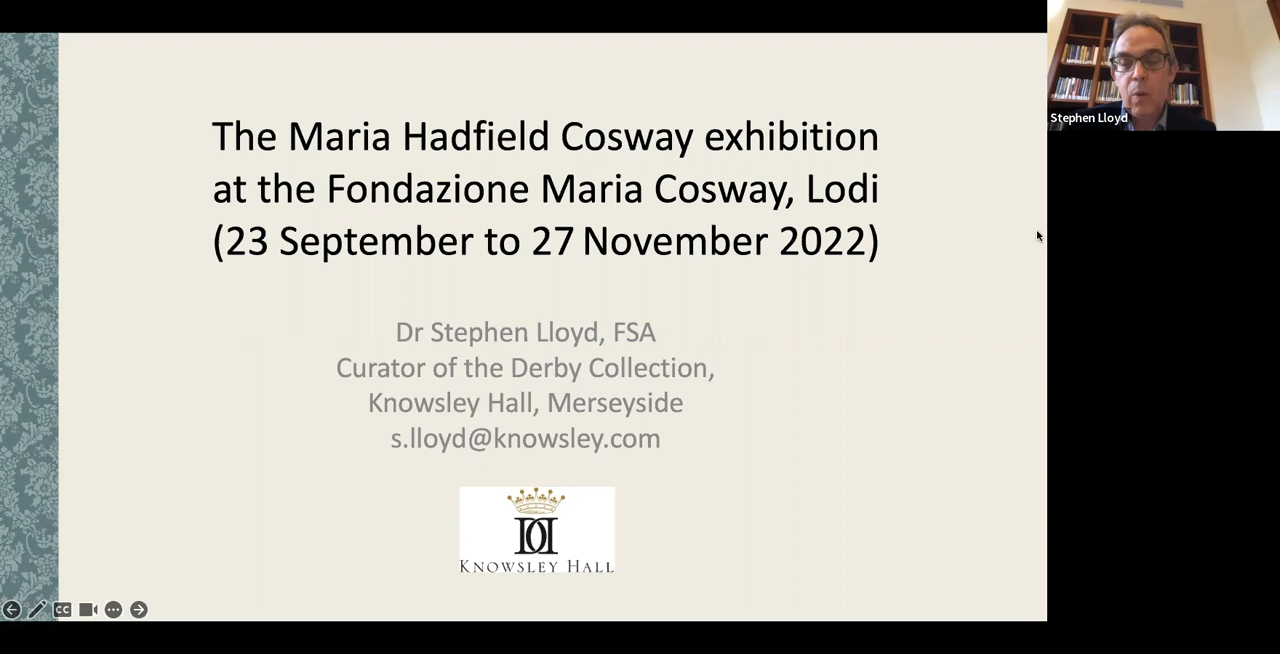 The Maria Hadfield Cosway exhibition
at the Fondazione Maria Cosway, Lodi
(23 September to 27 November 2022)
Dr Stephen Lloyd, FSA
Curator of the Derby Collection,
Knowsley Hall, Merseyside
s.lloyd@knowsley.com
KNOWSLEY HALL
Stephen Lloyd
CC